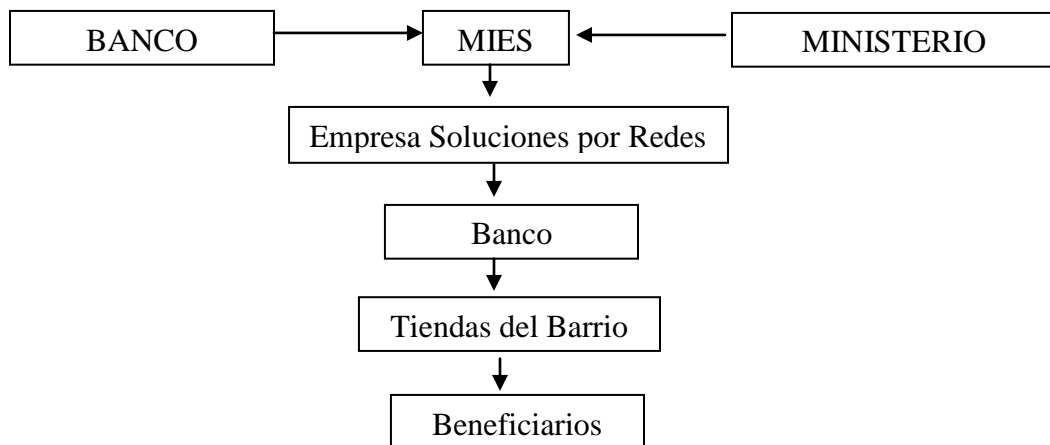 BANCO MIES MINISTERIO
Empresa Soluciones por Redes
Banco
Tiendas del Barrio
Beneficiarios